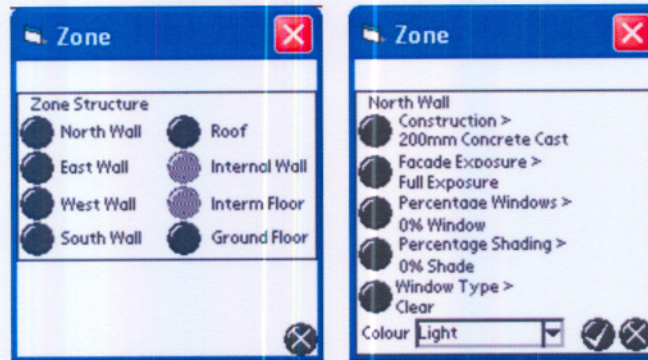 Zone
Zone Structure
North Wall Roof
East Wall Internal Wall
West Wall Interm Floor
South Wall Ground Floor
Zone
North Wall
Construction >
200mm Concrete Cast
Facade Exposure >
Full Exposure
Percentage Windows >
0% Window
Percentage Shading >
0% Shade
Window Type >
Clear
Colour Light